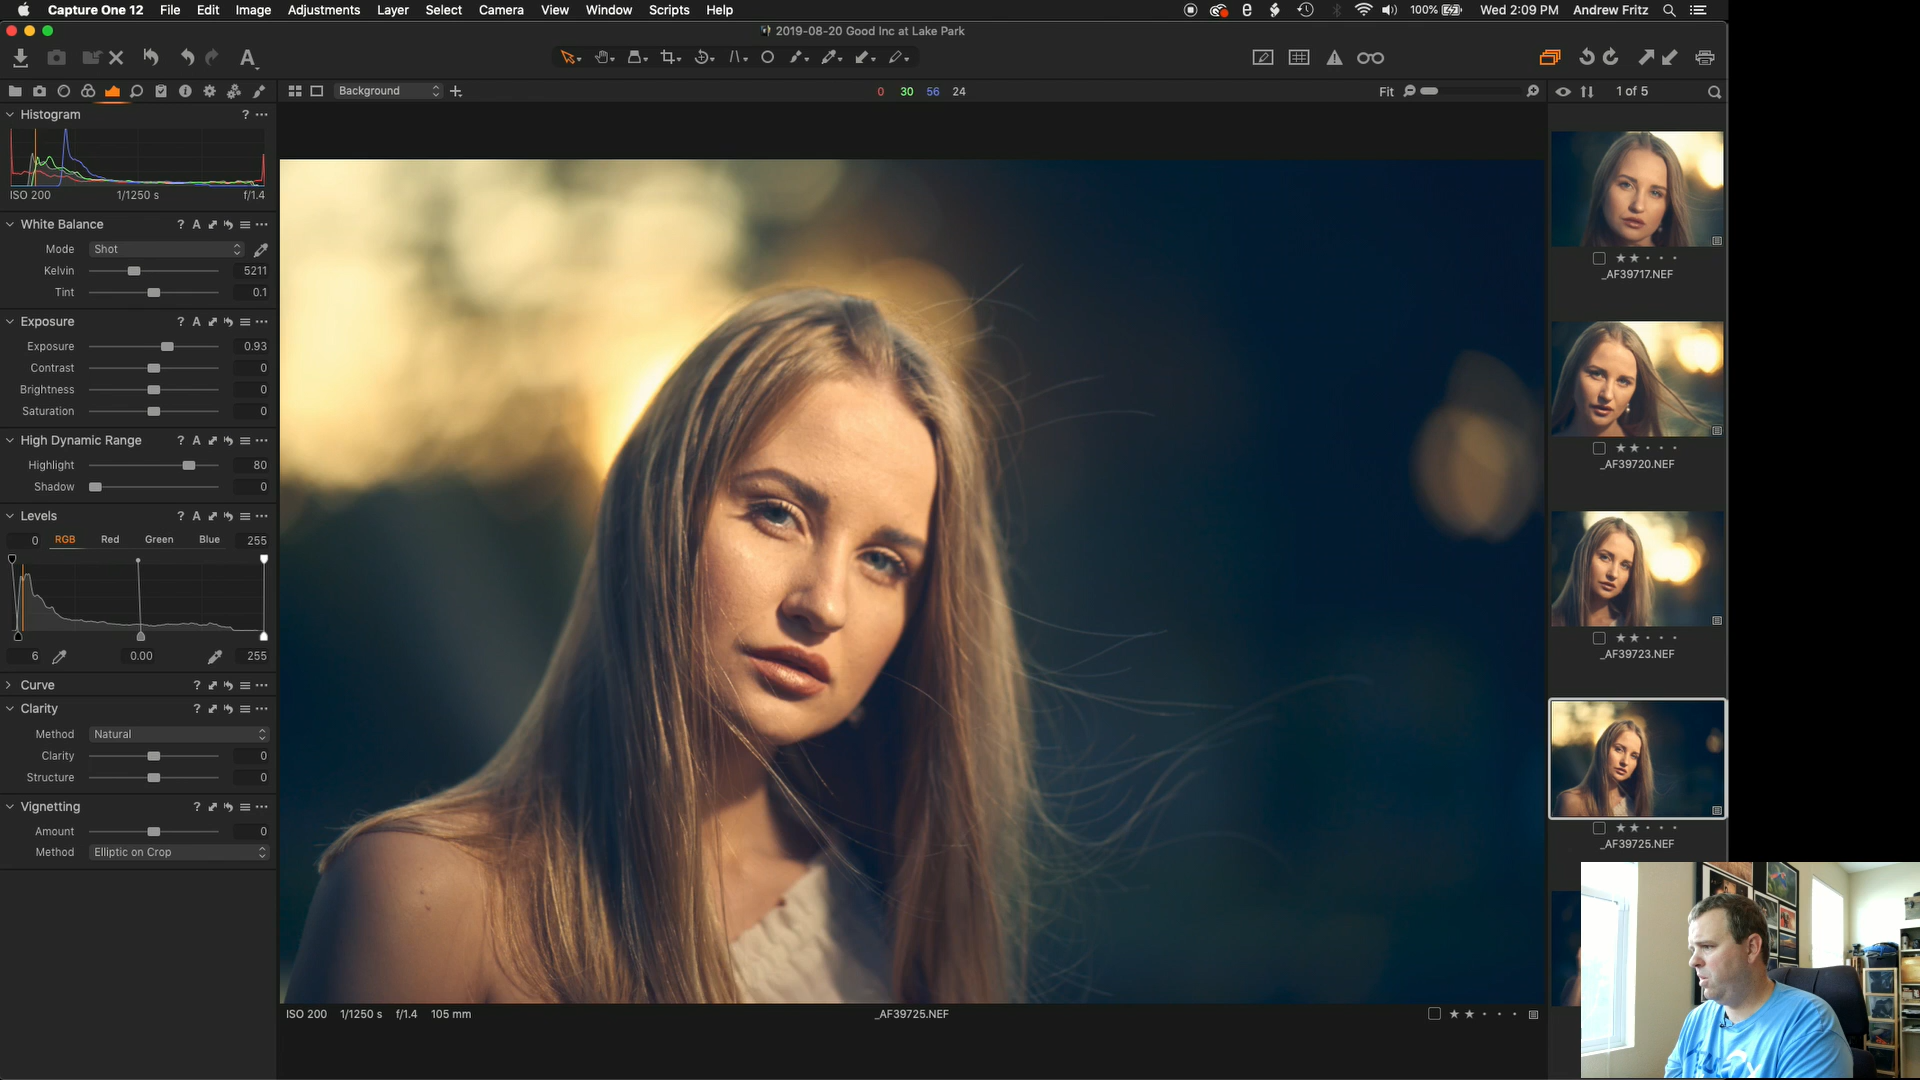 Capture One 12 File Edit Image Adjustments Layer Select Camera View Window Scripts Help 100% Wed 2:09 PM Andrew Fritz
2019-08-20 Good Inc at Lake Park
Background 0 30 56 24 Fit 1 of 5
Histogram ?
ISO 200 1/1250 s f/1.4
White Balance ? A
Mode Shot
Kelvin 5211
Tint 0.1
Exposure ? A
Exposure 0.93
Contrast 0
Brightness 0
Saturation 0
High Dynamic Range ? A
Highlight 80
Shadow 0
Levels ? A
0 RGB Red Green Blue 255
6 0.00 255
Curve ?
Clarity ?
Method Natural
Clarity 0
Structure 0
Vignetting ?
Amount 0
Method Elliptic on Crop
ISO 200 1/1250 s f/1.4 105 mm _AF39725.NEF
_AF39717.NEF
_AF39720.NEF
_AF39723.NEF
_AF39725.NEF